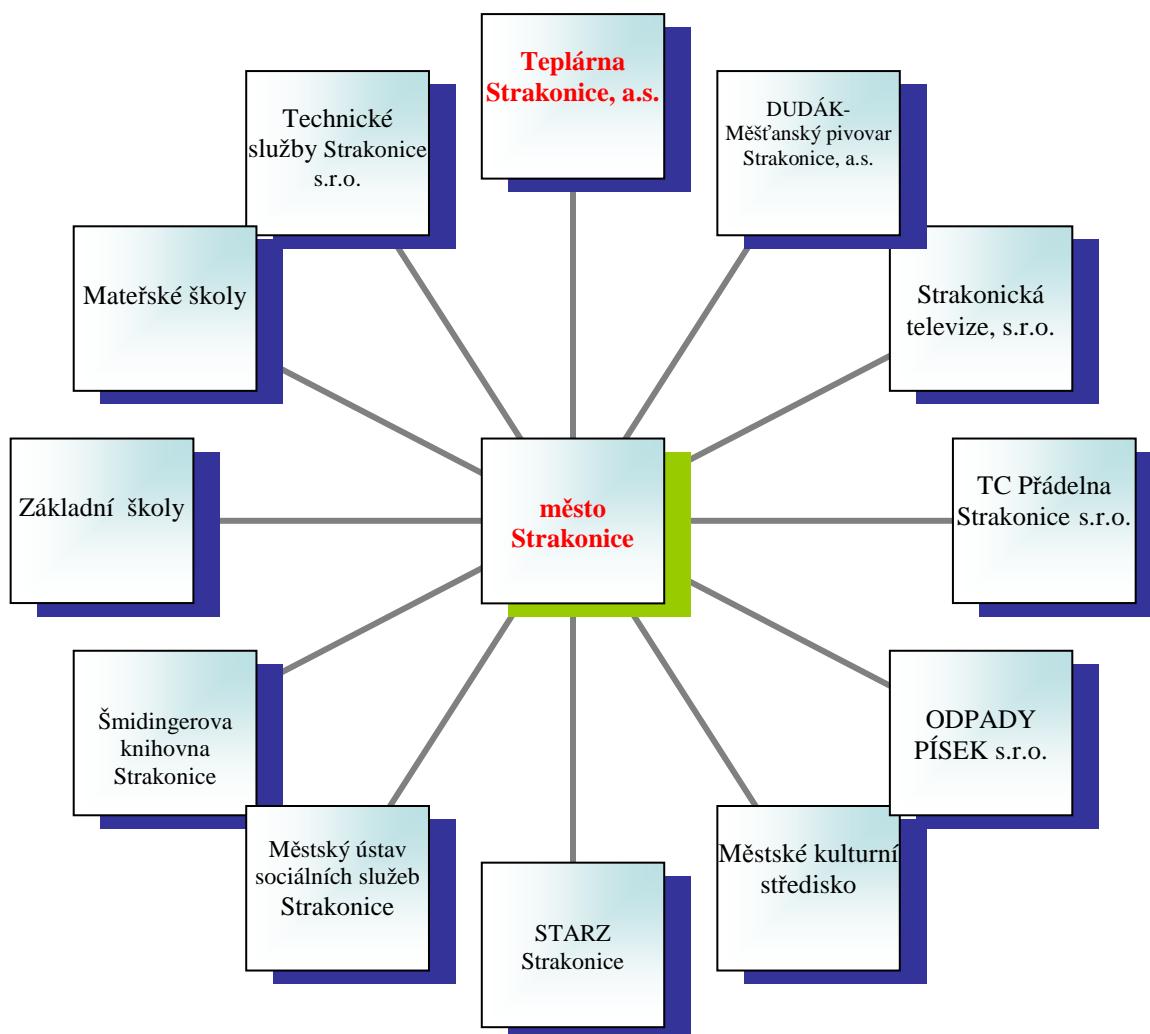 Teplárna
Strakonice, a.s.
DUDÁK-
Měšťanský pivovar
Strakonice, a.s.
Strakonická
televize, s.r.o.
TC Přádelna
Strakonice s.r.o.
ODPADY
PÍSEK s.r.o.
Městské kulturní
středisko
STARZ
Strakonice
Městský ústav
sociálních služeb
Strakonice
Šmidingerova
knihovna
Strakonice
Základní školy
Mateřské školy
Technické
služby Strakonice
s.r.o.
město
Strakonice